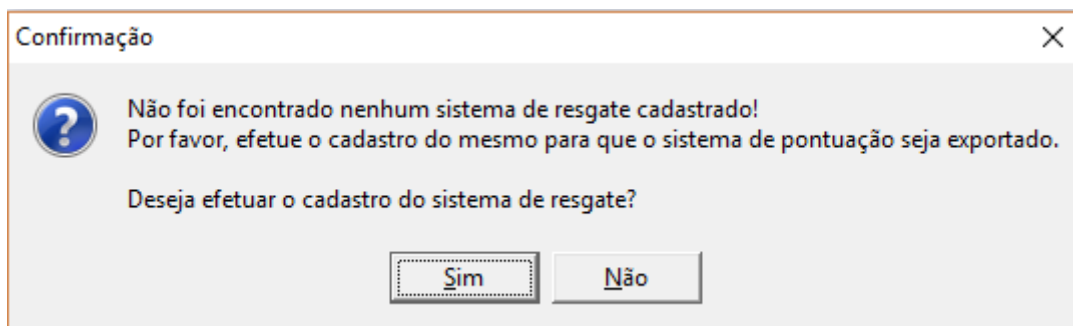 Confirmação
Não foi encontrado nenhum sistema de resgate cadastrado!
Por favor, efetue o cadastro do mesmo para que o sistema de pontuação seja exportado.
Deseja efetuar o cadastro do sistema de resgate?
Sim Não